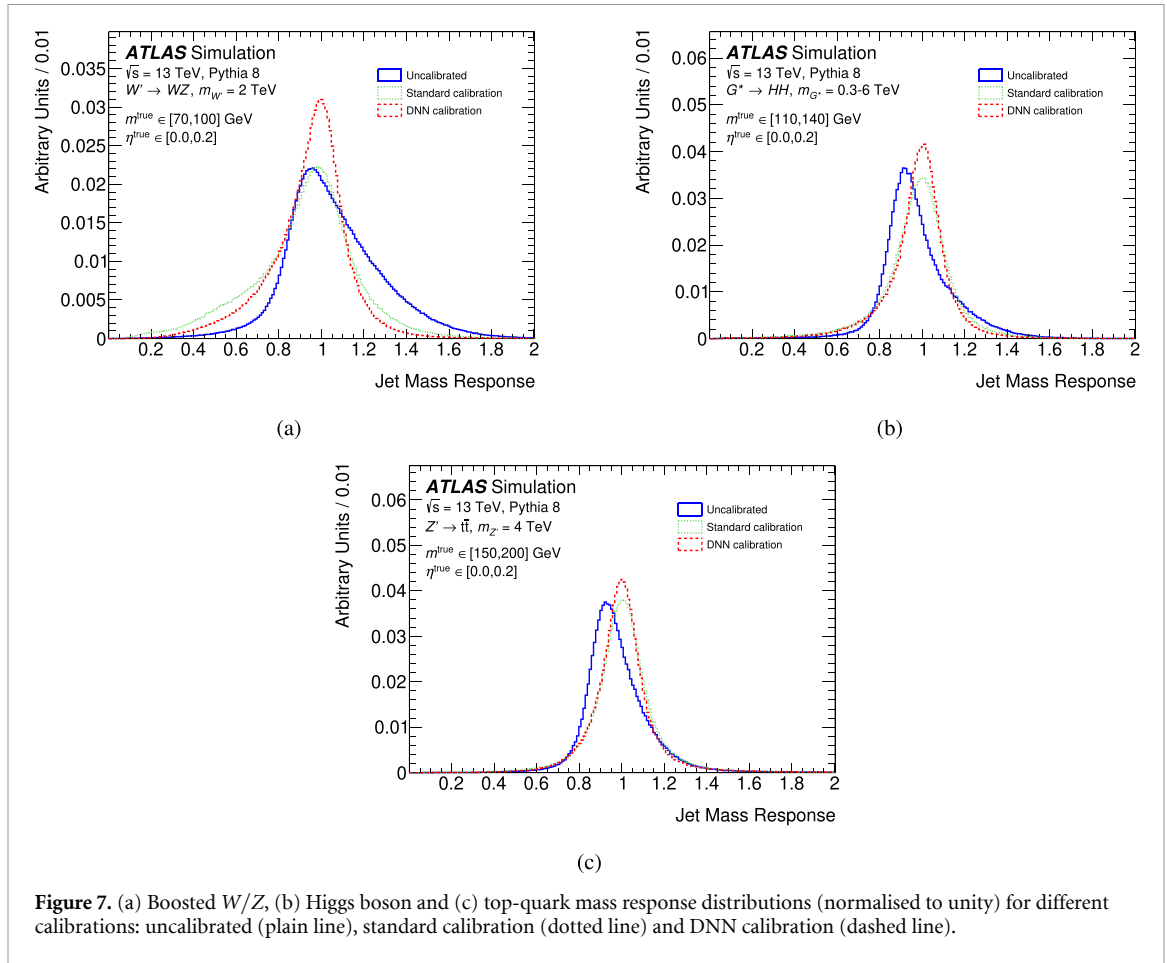 Arbitrary Units / 0.01
ATLAS Simulation
√s = 13 TeV, Pythia 8
W' → WZ, m_W' = 2 TeV
m^true ∈ [70,100] GeV
η^true ∈ [0.0,0.2]
Uncalibrated
Standard calibration
DNN calibration
0.035
0.03
0.025
0.02
0.015
0.01
0.005
0
0.2 0.4 0.6 0.8 1 1.2 1.4 1.6 1.8 2
Jet Mass Response
(a)
Arbitrary Units / 0.01
ATLAS Simulation
√s = 13 TeV, Pythia 8
G* → HH, m_G* = 0.3-6 TeV
m^true ∈ [110,140] GeV
η^true ∈ [0.0,0.2]
Uncalibrated
Standard calibration
DNN calibration
0.06
0.05
0.04
0.03
0.02
0.01
0
0.2 0.4 0.6 0.8 1 1.2 1.4 1.6 1.8 2
Jet Mass Response
(b)
Arbitrary Units / 0.01
ATLAS Simulation
√s = 13 TeV, Pythia 8
Z' → tt̄, m_Z' = 4 TeV
m^true ∈ [150,200] GeV
η^true ∈ [0.0,0.2]
Uncalibrated
Standard calibration
DNN calibration
0.06
0.05
0.04
0.03
0.02
0.01
0
0.2 0.4 0.6 0.8 1 1.2 1.4 1.6 1.8 2
Jet Mass Response
(c)
Figure 7. (a) Boosted W/Z, (b) Higgs boson and (c) top-quark mass response distributions (normalised to unity) for different
calibrations: uncalibrated (plain line), standard calibration (dotted line) and DNN calibration (dashed line).